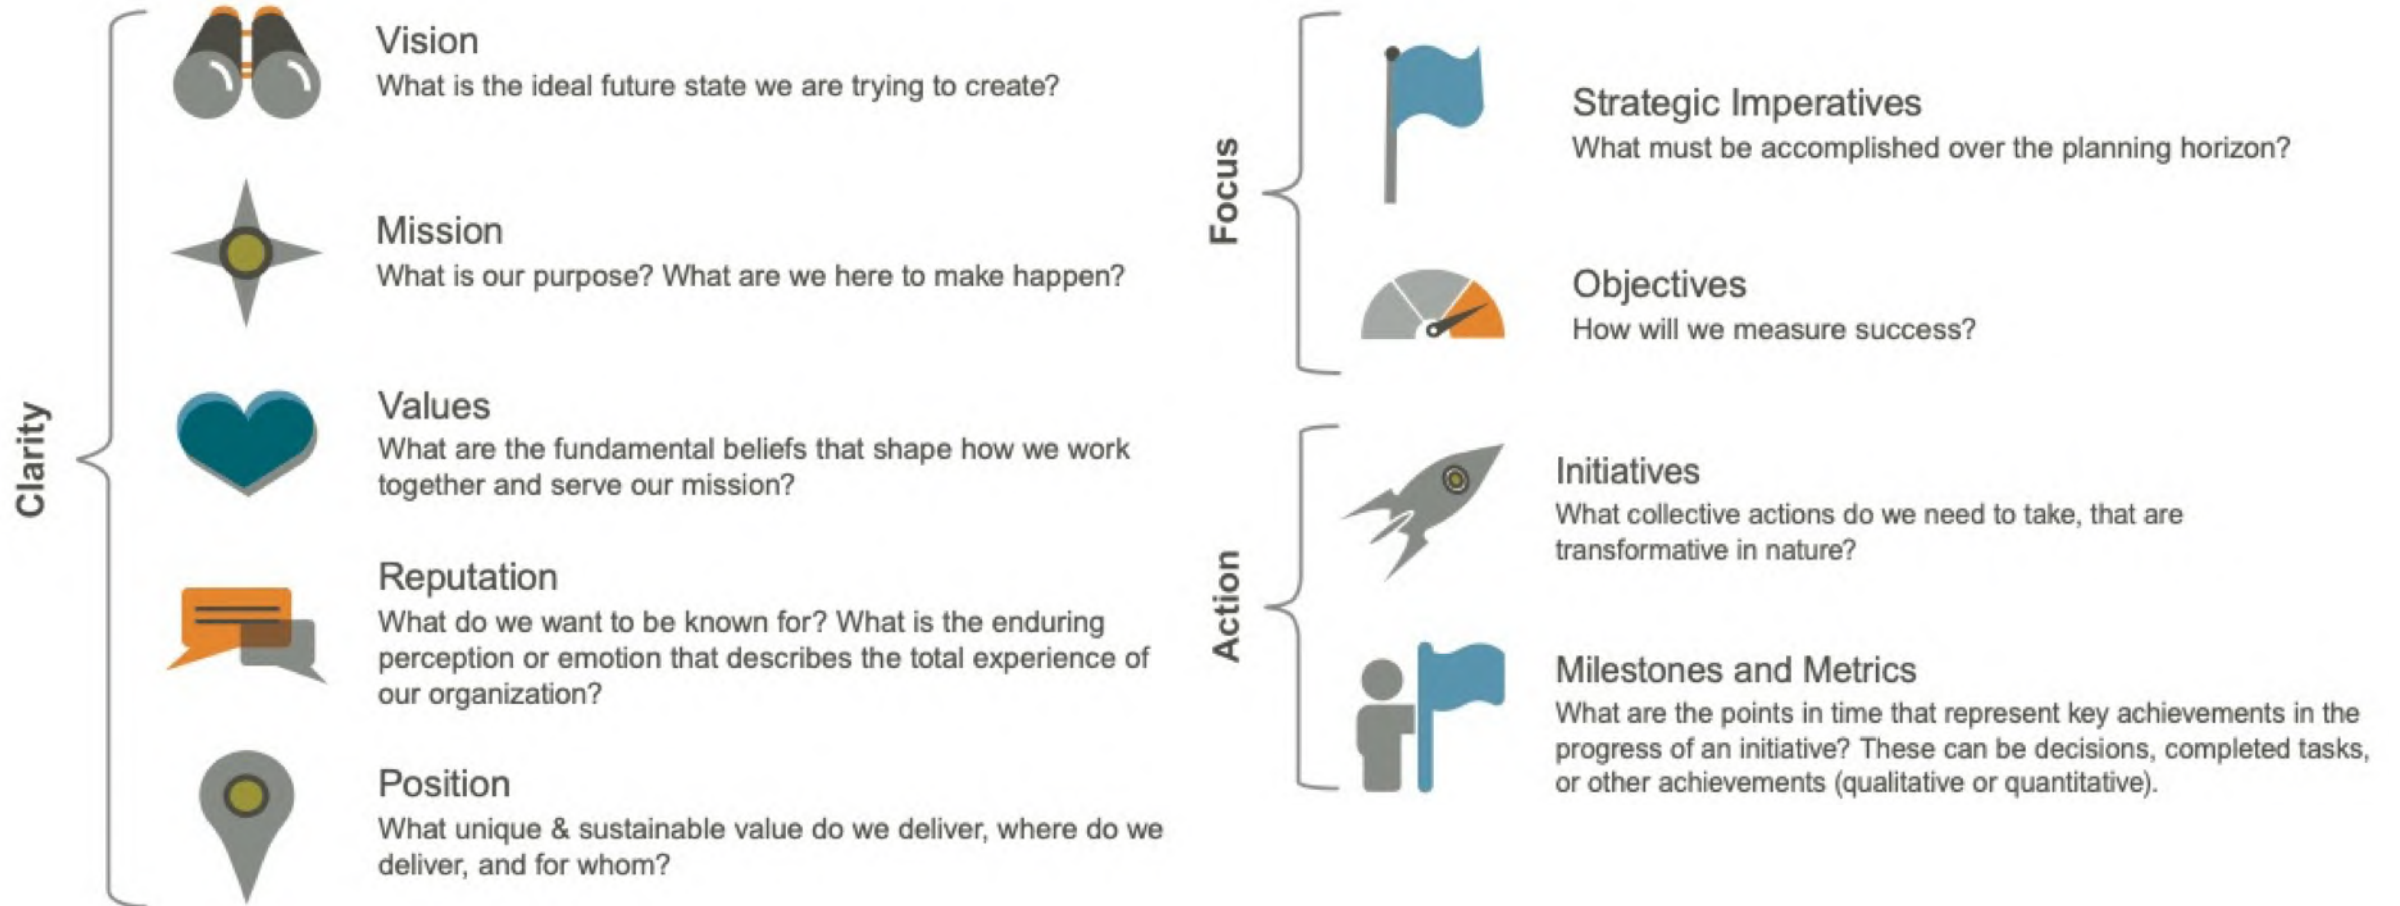 Clarity
Vision
What is the ideal future state we are trying to create?
Mission
What is our purpose? What are we here to make happen?
Values
What are the fundamental beliefs that shape how we work
together and serve our mission?
Reputation
What do we want to be known for? What is the enduring
perception or emotion that describes the total experience of
our organization?
Position
What unique & sustainable value do we deliver, where do we
deliver, and for whom?
Focus
Strategic Imperatives
What must be accomplished over the planning horizon?
Objectives
How will we measure success?
Action
Initiatives
What collective actions do we need to take, that are
transformative in nature?
Milestones and Metrics
What are the points in time that represent key achievements in the
progress of an initiative? These can be decisions, completed tasks,
or other achievements (qualitative or quantitative).